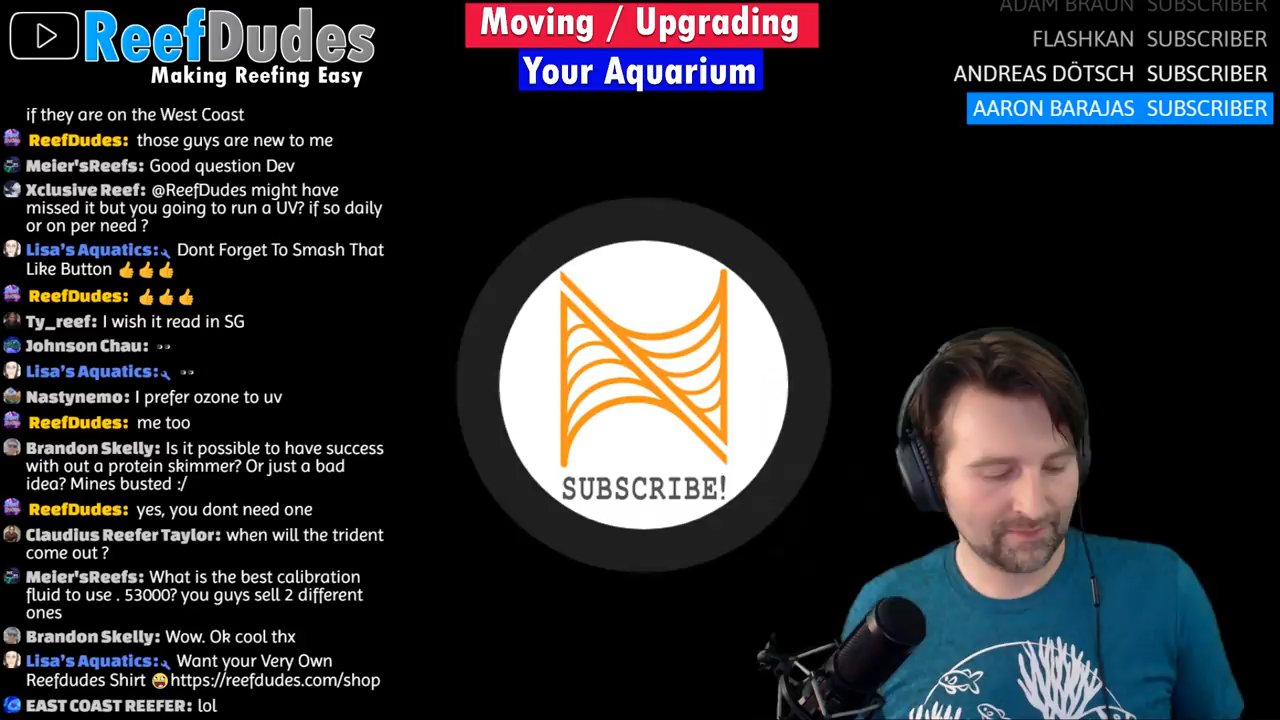 ReefDudes
Making Reefing Easy
Moving / Upgrading
Your Aquarium
ADAM BRAUN SUBSCRIBER
FLASHKAN SUBSCRIBER
ANDREAS DÖTSCH SUBSCRIBER
AARON BARAJAS SUBSCRIBER
if they are on the West Coast
ReefDudes: those guys are new to me
Meier'sReefs: Good question Dev
Xclusive Reef: @ReefDudes might have
missed it but you going to run a UV? if so daily
or on per need ?
Lisa's Aquatics: Dont Forget To Smash That
Like Button 👍👍👍
ReefDudes: 👍👍👍
Ty_reef: I wish it read in SG
Johnson Chau: 👀
Lisa's Aquatics: 👀
Nastynemo: I prefer ozone to uv
ReefDudes: me too
Brandon Skelly: Is it possible to have success
with out a protein skimmer? Or just a bad
idea? Mines busted :/
ReefDudes: yes, you dont need one
Claudius Reefer Taylor: when will the trident
come out ?
Meier'sReefs: What is the best calibration
fluid to use . 53000? you guys sell 2 different
ones
Brandon Skelly: Wow. Ok cool thx
Lisa's Aquatics: Want your Very Own
Reefdudes Shirt 😜https://reefdudes.com/shop
EAST COAST REEFER: lol
SUBSCRIBE!